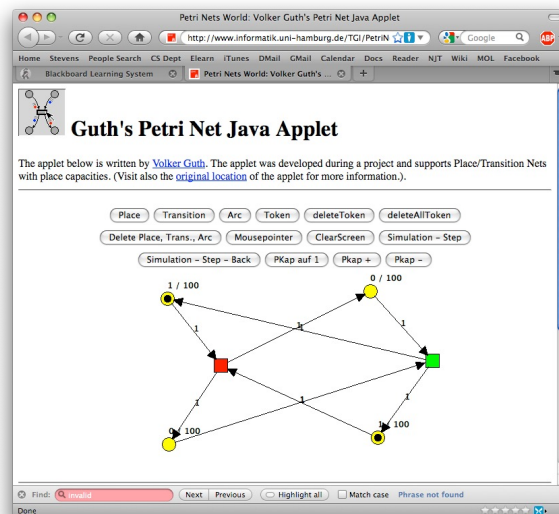 Petri Nets World: Volker Guth's Petri Net Java Applet
http://www.informatik.uni-hamburg.de/TGI/PetriN
Google
ABP
Home Stevens People Search CS Dept Elearn iTunes DMail GMail Calendar Docs Reader NJT Wiki MOL Facebook
Blackboard Learning System
Petri Nets World: Volker Guth's ...
Guth's Petri Net Java Applet
The applet below is written by Volker Guth. The applet was developed during a project and supports Place/Transition Nets
with place capacities. (Visit also the original location of the applet for more information.).
Place Transition Arc Token deleteToken deleteAllToken
Delete Place, Trans., Arc Mousepointer ClearScreen Simulation - Step
Simulation - Step - Back PKap auf 1 Pkap + Pkap -
1 / 100
0 / 100
1
1
1
1
1
1
1
0 / 100
1 / 100
Find: invalid Next Previous Highlight all Match case Phrase not found
Done